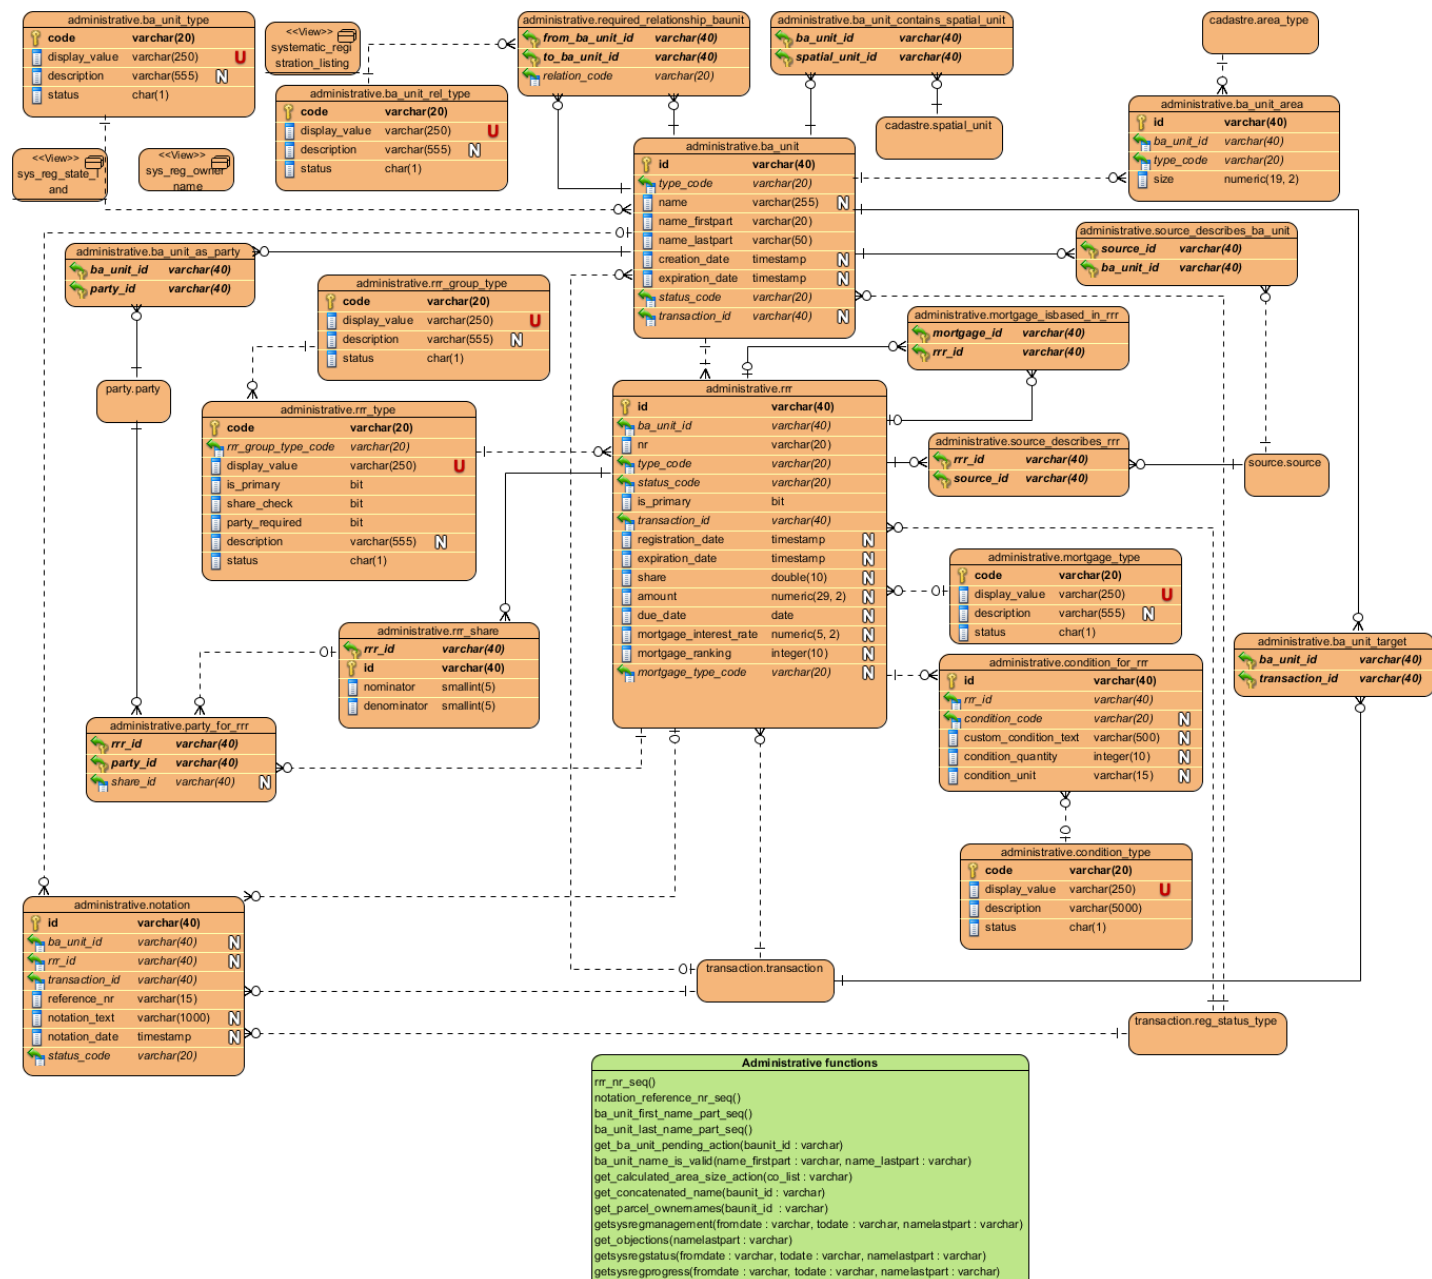 administrative.ba_unit_type
code varchar(20)
display_value varchar(250) U
description varchar(555) N
status char(1)
<<View>>
systematic_regi
stration_listing
administrative.required_relationship_baunit
from_ba_unit_id varchar(40)
to_ba_unit_id varchar(40)
relation_code varchar(20)
administrative.ba_unit_contains_spatial_unit
ba_unit_id varchar(40)
spatial_unit_id varchar(40)
cadastre.area_type
administrative.ba_unit_rel_type
code varchar(20)
display_value varchar(250) U
description varchar(555) N
status char(1)
cadastre.spatial_unit
administrative.ba_unit_area
id varchar(40)
ba_unit_id varchar(40)
type_code varchar(20)
size numeric(19, 2)
<<View>>
sys_reg_state_l
and
<<View>>
sys_reg_owner
name
administrative.ba_unit
id varchar(40)
type_code varchar(20)
name varchar(255) N
name_firstpart varchar(20)
name_lastpart varchar(50)
creation_date timestamp N
expiration_date timestamp N
status_code varchar(20)
transaction_id varchar(40) N
administrative.source_describes_ba_unit
source_id varchar(40)
ba_unit_id varchar(40)
administrative.ba_unit_as_party
ba_unit_id varchar(40)
party_id varchar(40)
administrative.rrr_group_type
code varchar(20)
display_value varchar(250) U
description varchar(555) N
status char(1)
administrative.mortgage_isbased_in_rrr
mortgage_id varchar(40)
rrr_id varchar(40)
party.party
administrative.rrr_type
code varchar(20)
rrr_group_type_code varchar(20)
display_value varchar(250) U
is_primary bit
share_check bit
party_required bit
description varchar(555) N
status char(1)
administrative.rrr
id varchar(40)
ba_unit_id varchar(40)
nr varchar(20)
type_code varchar(20)
status_code varchar(20)
is_primary bit
transaction_id varchar(40)
registration_date timestamp N
expiration_date timestamp N
share double(10) N
amount numeric(29, 2) N
due_date date N
mortgage_interest_rate numeric(5, 2) N
mortgage_ranking integer(10) N
mortgage_type_code varchar(20) N
administrative.source_describes_rrr
rrr_id varchar(40)
source_id varchar(40)
source.source
administrative.mortgage_type
code varchar(20)
display_value varchar(250) U
description varchar(555) N
status char(1)
administrative.rrr_share
rrr_id varchar(40)
id varchar(40)
nominator smallint(5)
denominator smallint(5)
administrative.ba_unit_target
ba_unit_id varchar(40)
transaction_id varchar(40)
administrative.condition_for_rrr
id varchar(40)
rrr_id varchar(40)
condition_code varchar(20) N
custom_condition_text varchar(500) N
condition_quantity integer(10) N
condition_unit varchar(15) N
administrative.party_for_rrr
rrr_id varchar(40)
party_id varchar(40)
share_id varchar(40) N
administrative.condition_type
code varchar(20)
display_value varchar(250) U
description varchar(5000)
status char(1)
administrative.notation
id varchar(40)
ba_unit_id varchar(40) N
rrr_id varchar(40) N
transaction_id varchar(40)
reference_nr varchar(15)
notation_text varchar(1000) N
notation_date timestamp N
status_code varchar(20)
transaction.transaction
transaction.reg_status_type
Administrative functions
rrr_nr_seq()
notation_reference_nr_seq()
ba_unit_first_name_part_seq()
ba_unit_last_name_part_seq()
get_ba_unit_pending_action(baunit_id : varchar)
ba_unit_name_is_valid(name_firstpart : varchar, name_lastpart : varchar)
get_calculated_area_size_action(co_list : varchar)
get_concatenated_name(baunit_id : varchar)
get_parcel_ownernames(baunit_id : varchar)
getsysregmanagement(fromdate : varchar, todate : varchar, namelastpart : varchar)
get_objections(namelastpart : varchar)
getsysregstatus(fromdate : varchar, todate : varchar, namelastpart : varchar)
getsysregprogress(fromdate : varchar, todate : varchar, namelastpart : varchar)